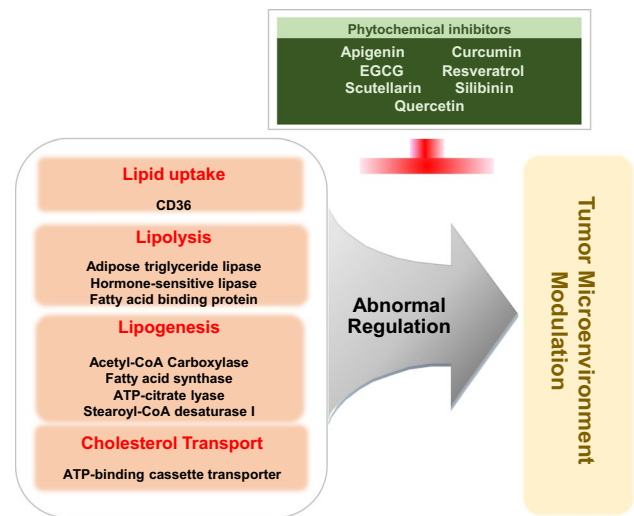 Phytochemical inhibitors
Apigenin Curcumin
EGCG Resveratrol
Scutellarin Silibinin
Quercetin
Lipid uptake
CD36
Lipolysis
Adipose triglyceride lipase
Hormone-sensitive lipase
Fatty acid binding protein
Lipogenesis
Acetyl-CoA Carboxylase
Fatty acid synthase
ATP-citrate lyase
Stearoyl-CoA desaturase I
Cholesterol Transport
ATP-binding cassette transporter
Abnormal
Regulation
Tumor Microenvironment
Modulation